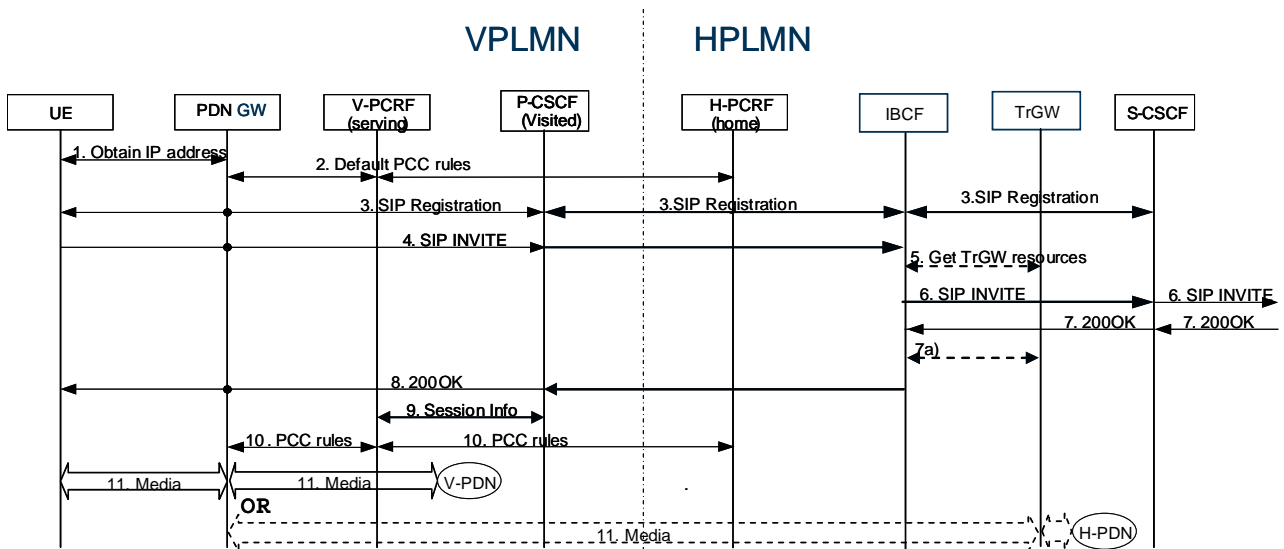 VPLMN HPLMN
UE
PDN GW
V-PCRF
(serving)
P-CSCF
(Visited)
H-PCRF
(home)
IBCF
TrGW
S-CSCF
1. Obtain IP address
2. Default PCC rules
3. SIP Registration
3.SIP Registration
3.SIP Registration
4. SIP INVITE
5. Get TrGW resources
6. SIP INVITE
6. SIP INVITE
7. 200OK
7. 200OK
7a)
8. 200OK
9. Session Info
10 . PCC rules
10. PCC rules
11. Media
11. Media
V-PDN
OR
11. Media
H-PDN